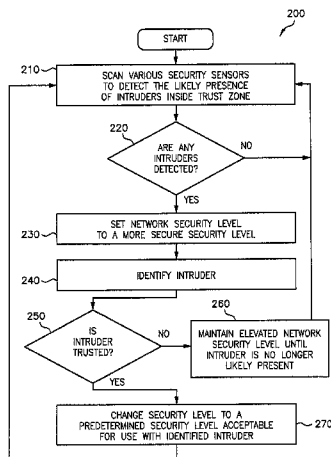 200
START
210
SCAN VARIOUS SECURITY SENSORS
TO DETECT THE LIKELY PRESENCE
OF INTRUDERS INSIDE TRUST ZONE
220
ARE ANY
INTRUDERS
DETECTED?
NO
YES
230
SET NETWORK SECURITY LEVEL
TO A MORE SECURE SECURITY LEVEL
240
IDENTIFY INTRUDER
250
IS
INTRUDER
TRUSTED?
NO
260
MAINTAIN ELEVATED NETWORK
SECURITY LEVEL UNTIL
INTRUDER IS NO LONGER
LIKELY PRESENT
YES
CHANGE SECURITY LEVEL TO A
PREDETERMINED SECURITY LEVEL ACCEPTABLE
FOR USE WITH IDENTIFIED INTRUDER
270